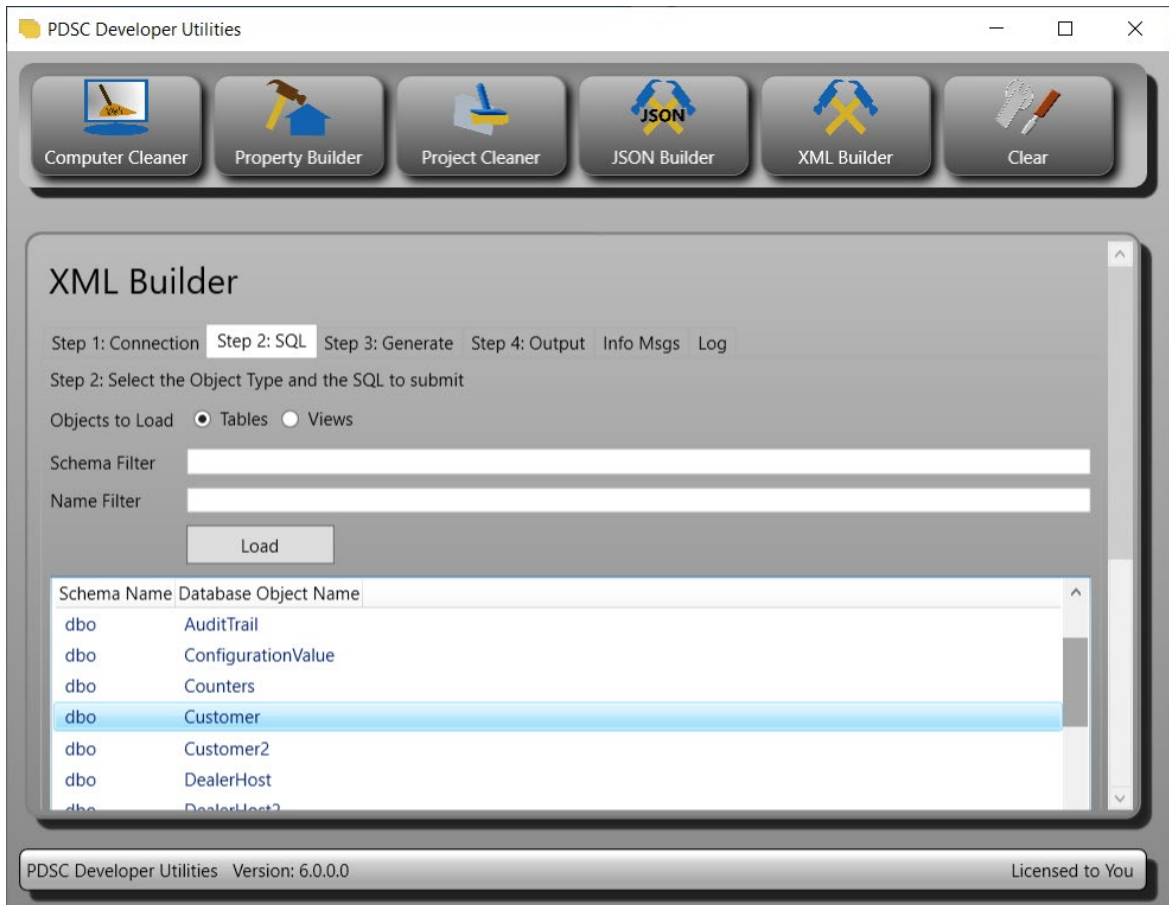 PDSC Developer Utilities
Computer Cleaner Property Builder Project Cleaner JSON JSON Builder XML Builder Clear
XML Builder
Step 1: Connection Step 2: SQL Step 3: Generate Step 4: Output Info Msgs Log
Step 2: Select the Object Type and the SQL to submit
Objects to Load Tables Views
Schema Filter
Name Filter
Load
Schema Name Database Object Name
dbo AuditTrail
dbo ConfigurationValue
dbo Counters
dbo Customer
dbo Customer2
dbo DealerHost
dbo DealerHost2
PDSC Developer Utilities Version: 6.0.0.0 Licensed to You